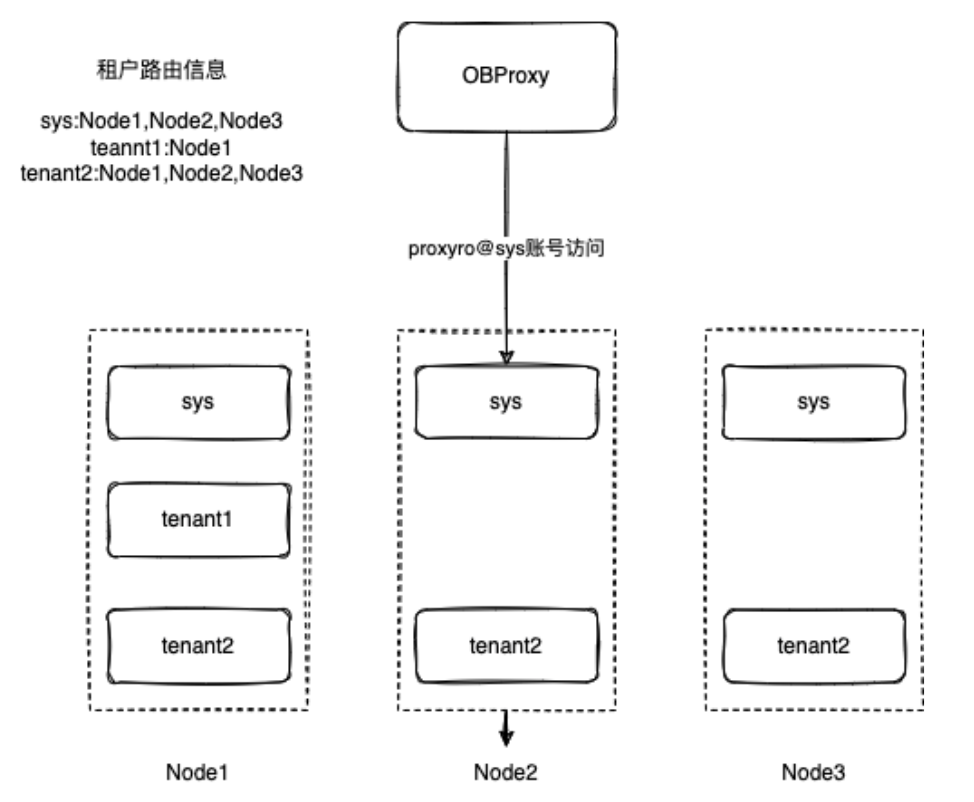 租户路由信息
sys:Node1,Node2,Node3
teannt1:Node1
tenant2:Node1,Node2,Node3
OBProxy
proxyro@sys账号访问
sys
sys
sys
tenant1
tenant2
tenant2
tenant2
Node1
Node2
Node3